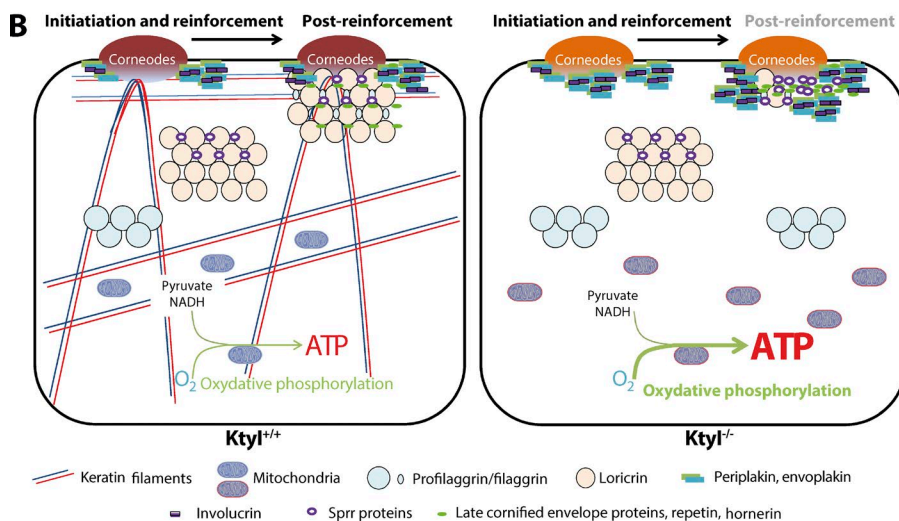 B
Initiatiation and reinforcement Post-reinforcement
Corneodes Corneodes
Pyruvate
NADH
ATP
O2 Oxydative phosphorylation
KtyI+/+
Initiatiation and reinforcement Post-reinforcement
Corneodes Corneodes
Pyruvate
NADH
ATP
O2
Oxydative phosphorylation
KtyI-/-
Keratin filaments Mitochondria Profilaggrin/filaggrin Loricrin Periplakin, envoplakin
Involucrin Sprr proteins Late cornified envelope proteins, repetin, hornerin